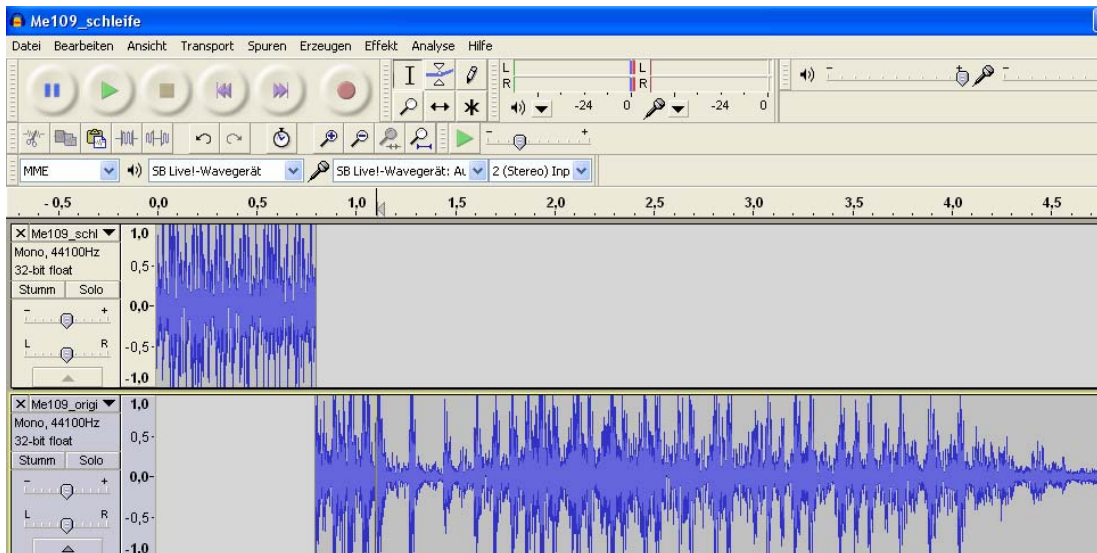 Me109_schleife
Datei Bearbeiten Ansicht Transport Spuren Erzeugen Effekt Analyse Hilfe
L
R
-24 0
L
R
-24 0
MME SB Live!-Wavegerät SB Live!-Wavegerät: Au 2 (Stereo) Inp
- 0,5 0,0 0,5 1,0 1,5 2,0 2,5 3,0 3,5 4,0 4,5
Me109_schl
Mono, 44100Hz
32-bit float
Stumm Solo
- +
L R
1,0
0,5-
0,0-
-0,5-
-1,0
Me109_origi
Mono, 44100Hz
32-bit float
Stumm Solo
- +
L R
1,0
0,5-
0,0-
-0,5-
-1,0